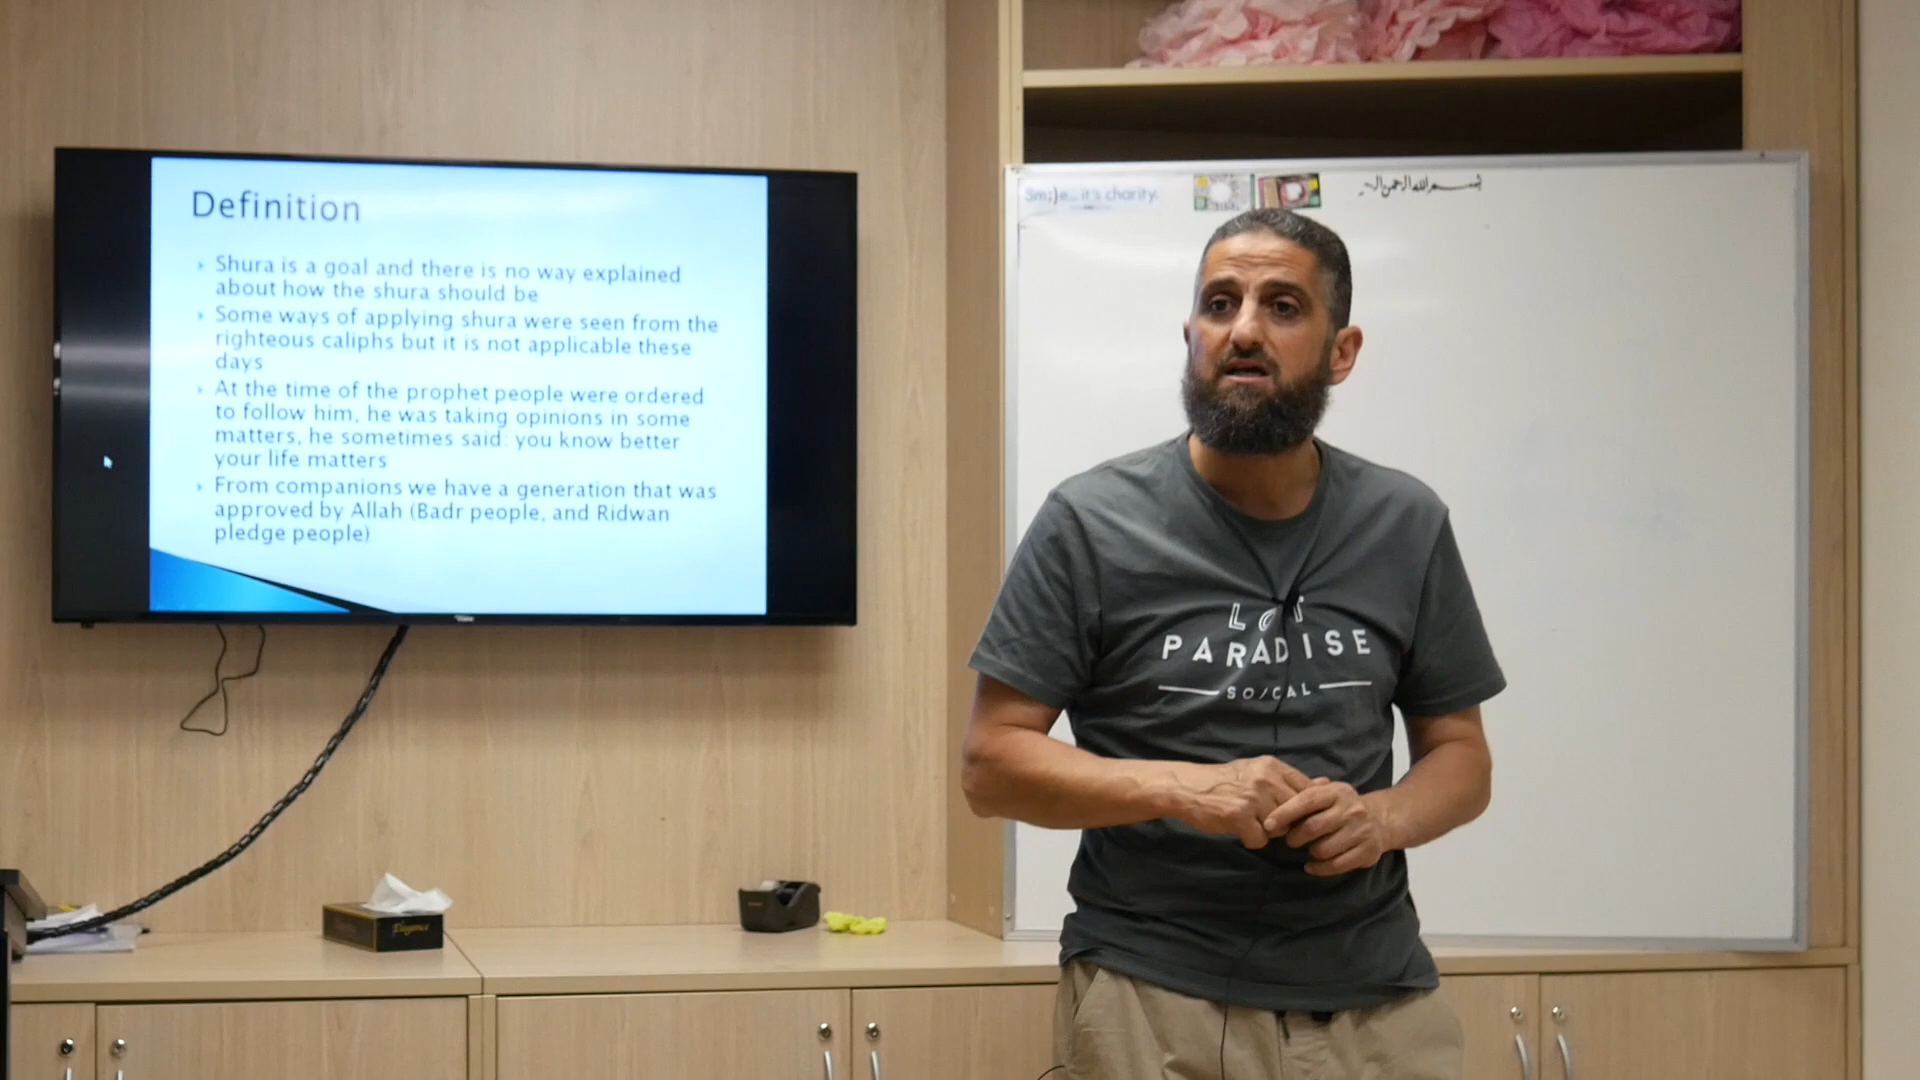 Definition
Shura is a goal and there is no way explained
about how the shura should be
Some ways of applying shura were seen from the
righteous caliphs but it is not applicable these
days
At the time of the prophet people were ordered
to follow him, he was taking opinions in some
matters, he sometimes said: you know better
your life matters
From companions we have a generation that was
approved by Allah (Badr people, and Ridwan
pledge people)
Sm;)e... it's charity.
بسم الله الرحمن
PARADISE
Elegance